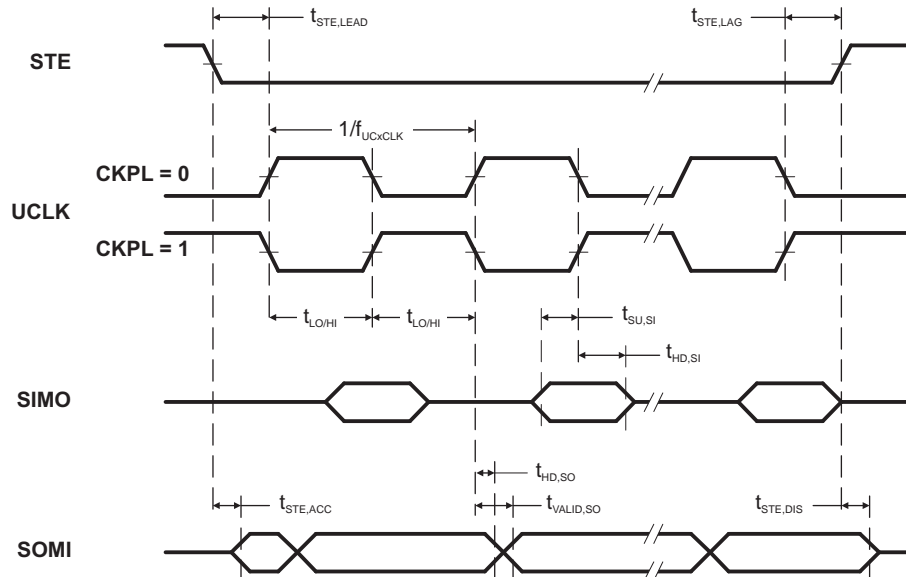 tSTE,LEAD
tSTE,LAG
STE
1/fUCxCLK
CKPL = 0
UCLK
CKPL = 1
tLO/HI tLO/HI
tSU,SI
tHD,SI
SIMO
tHD,SO
tSTE,ACC
tVALID,SO
tSTE,DIS
SOMI